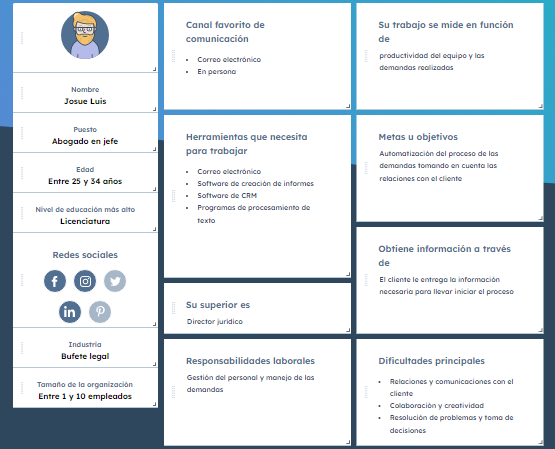 Nombre
Josue Luis
Puesto
Abogado en jefe
Edad
Entre 25 y 34 años
Nivel de educación más alto
Licenciatura
Redes sociales
Industria
Bufete legal
Tamaño de la organización
Entre 1 y 10 empleados
Canal favorito de
comunicación
Correo electrónico
En persona
Herramientas que necesita
para trabajar
Correo electrónico
Software de creación de informes
Software de CRM
Programas de procesamiento de
texto
Su superior es
Director juridico
Responsabilidades laborales
Gestión del personal y manejo de las
demandas
Su trabajo se mide en función
de
productividad del equipo y las
demandas realizadas
Metas u objetivos
Automatización del proceso de las
demandas tomando en cuenta las
relaciones con el cliente
Obtiene información a través
de
El cliente le entrega la información
necesaria para llevar iniciar el proceso
Dificultades principales
Relaciones y comunicaciones con el
cliente
Colaboración y creatividad
Resolución de problemas y toma de
decisiones